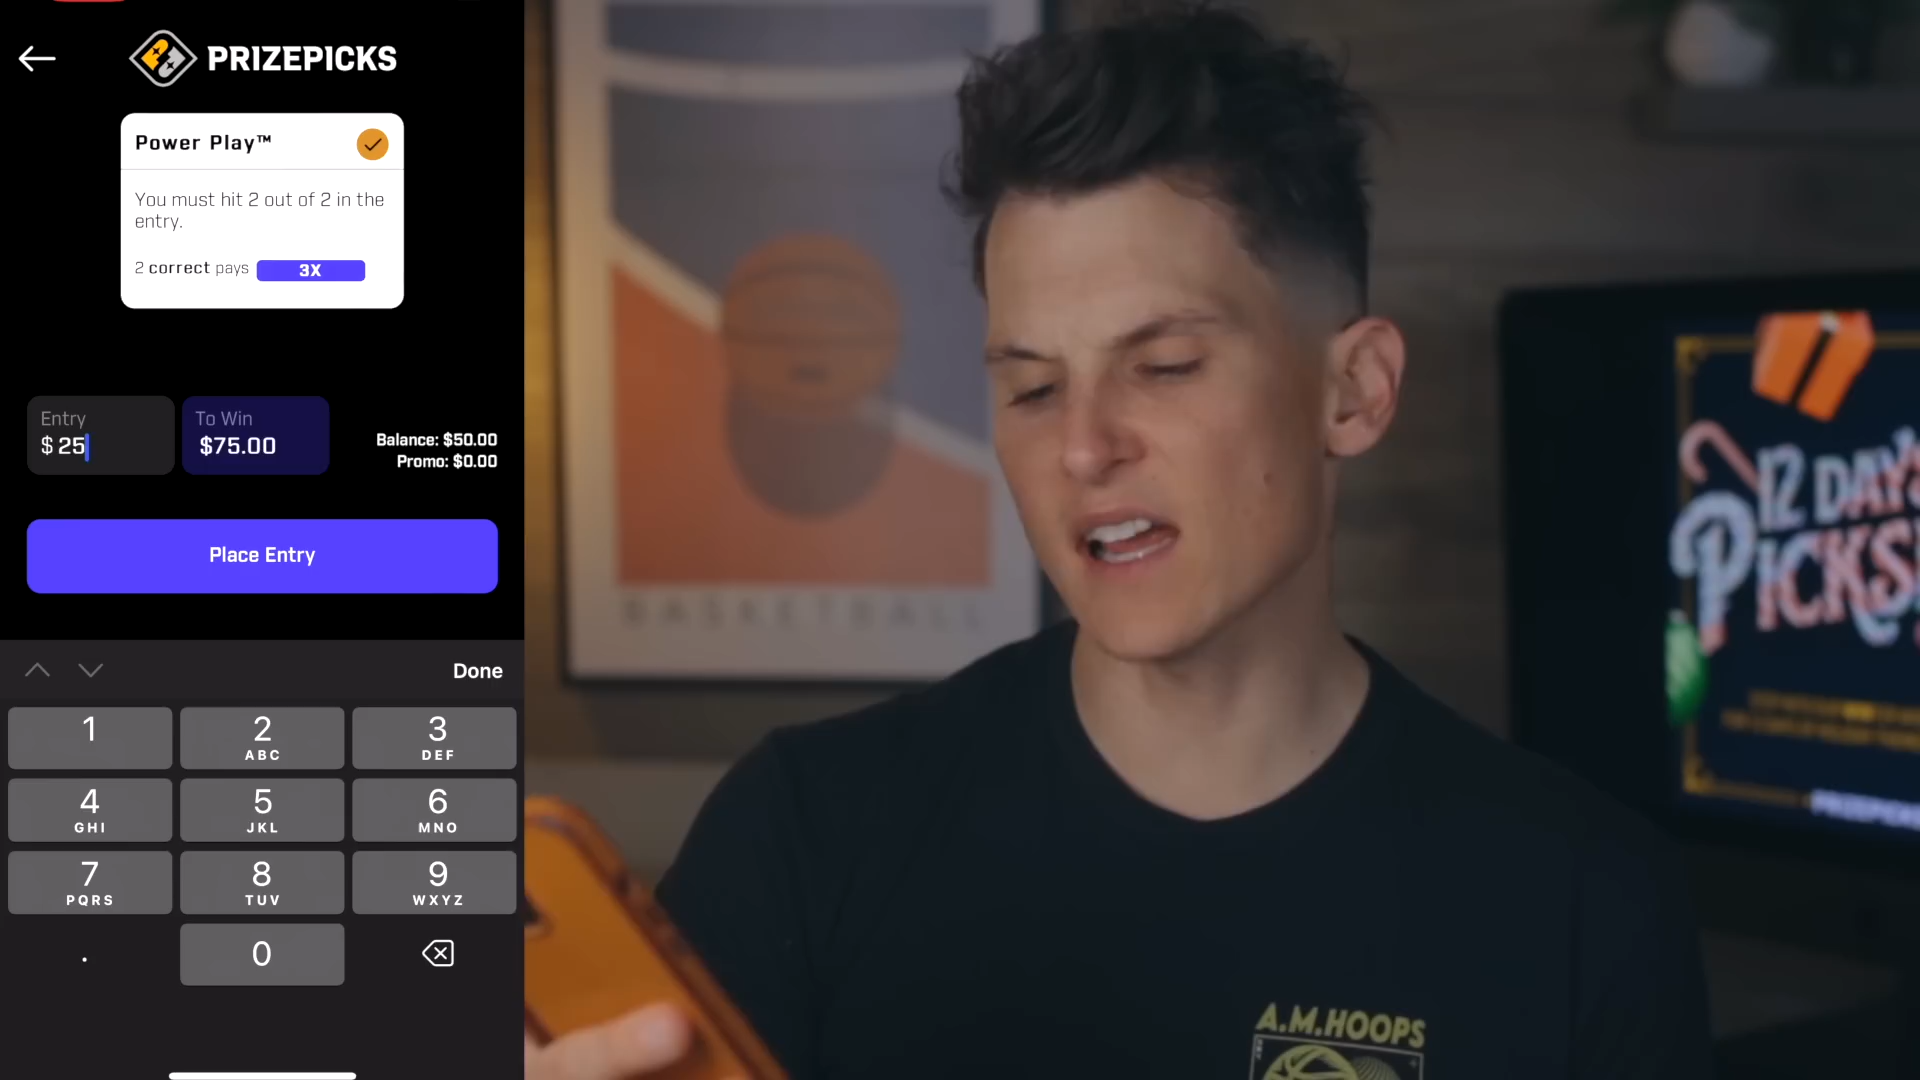 PRIZEPICKS
Power Play™
You must hit 2 out of 2 in the
entry.
2 correct pays 3X
Entry
$ 25
To Win
$75.00
Balance: $50.00
Promo: $0.00
Place Entry
Done
1
2
ABC
3
DEF
4
GHI
5
JKL
6
MNO
7
PQRS
8
TUV
9
WXYZ
.
0
BASKETBALL
12 DAYS
PICKS
PRIZEPICKS
A.M.HOOPS